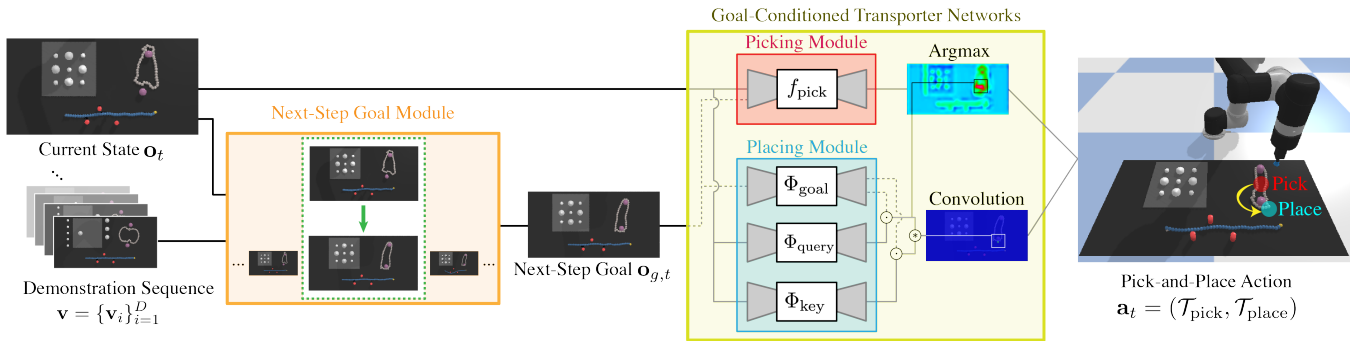 Goal-Conditioned Transporter Networks
Picking Module
Argmax
f_pick
Next-Step Goal Module
Current State o_t
Placing Module
Φ_goal
Convolution
Φ_query
Φ_key
...
Demonstration Sequence
v = {v_i}_{i=1}^D
...
...
Next-Step Goal o_{g,t}
Pick
Place
Pick-and-Place Action
a_t = (𝒯_pick, 𝒯_place)